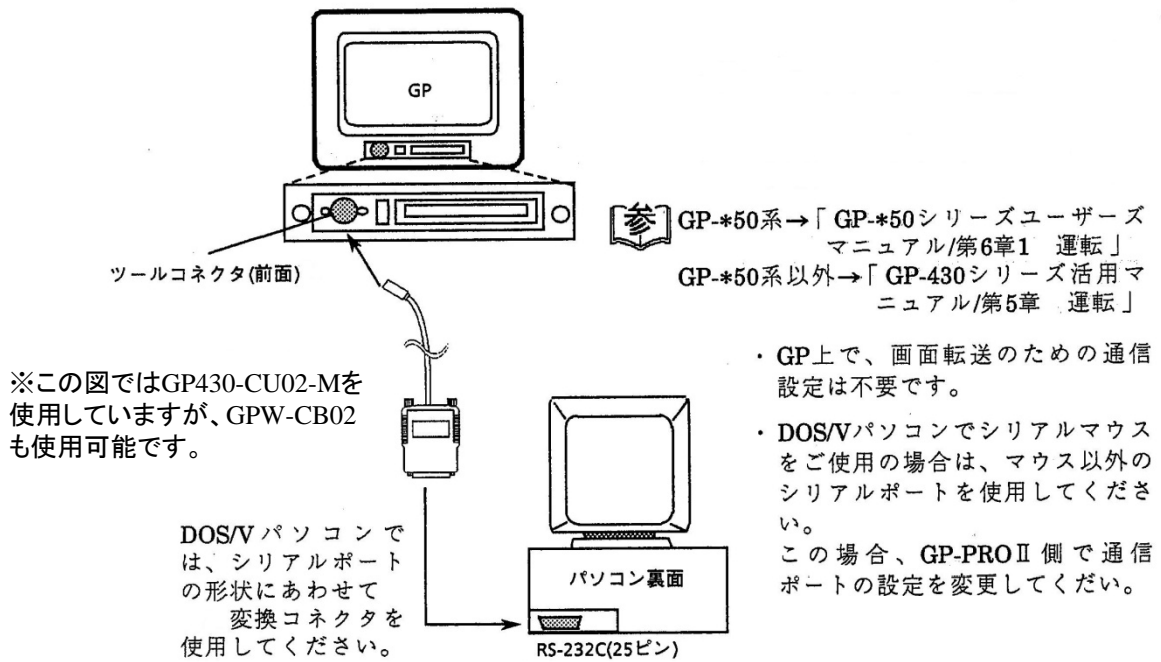 GP
ツールコネクタ(前面)
参 GP-*50系→「GP-*50シリーズユーザーズ
マニュアル/第6章1 運転」
GP-*50系以外→「GP-430シリーズ活用マ
ニュアル/第5章 運転」
※この図ではGP430-CU02-Mを
使用していますが、GPW-CB02
も使用可能です。
・GP上で、画面転送のための通信
設定は不要です。
・DOS/Vパソコンでシリアルマウス
をご使用の場合は、マウス以外の
シリアルポートを使用してくださ
い。
この場合、GP-PROⅡ側で通信
ポートの設定を変更してくだい。
DOS/Vパソコンで
は、シリアルポート
の形状にあわせて
変換コネクタを
使用してください。
パソコン裏面
RS-232C(25ピン)